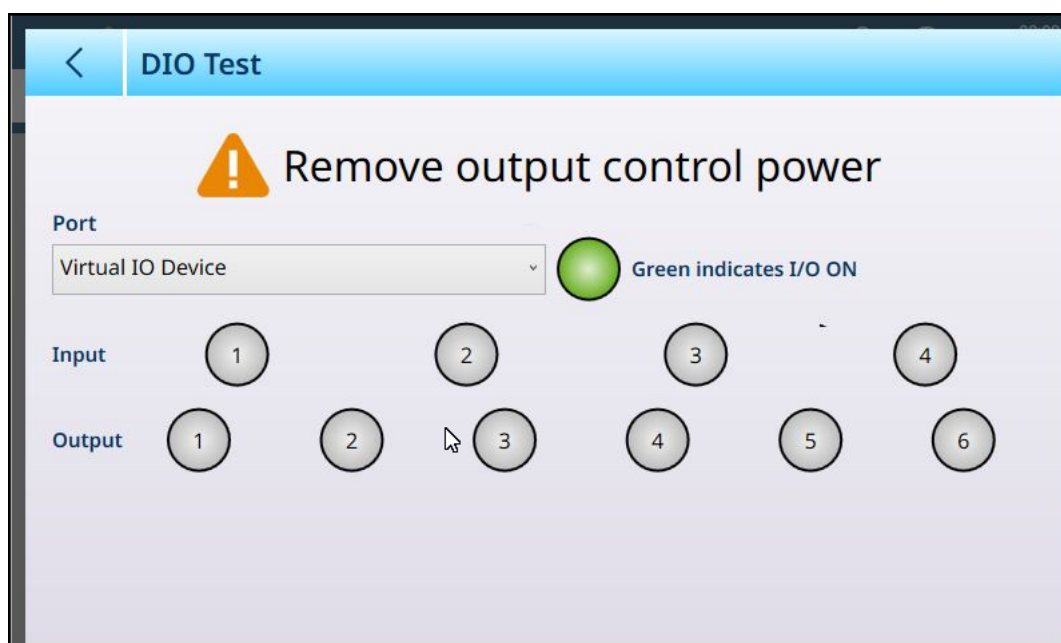 DIO Test
Remove output control power
Port
Virtual IO Device
Green indicates I/O ON
Input 1 2 3 4
Output 1 2 3 4 5 6